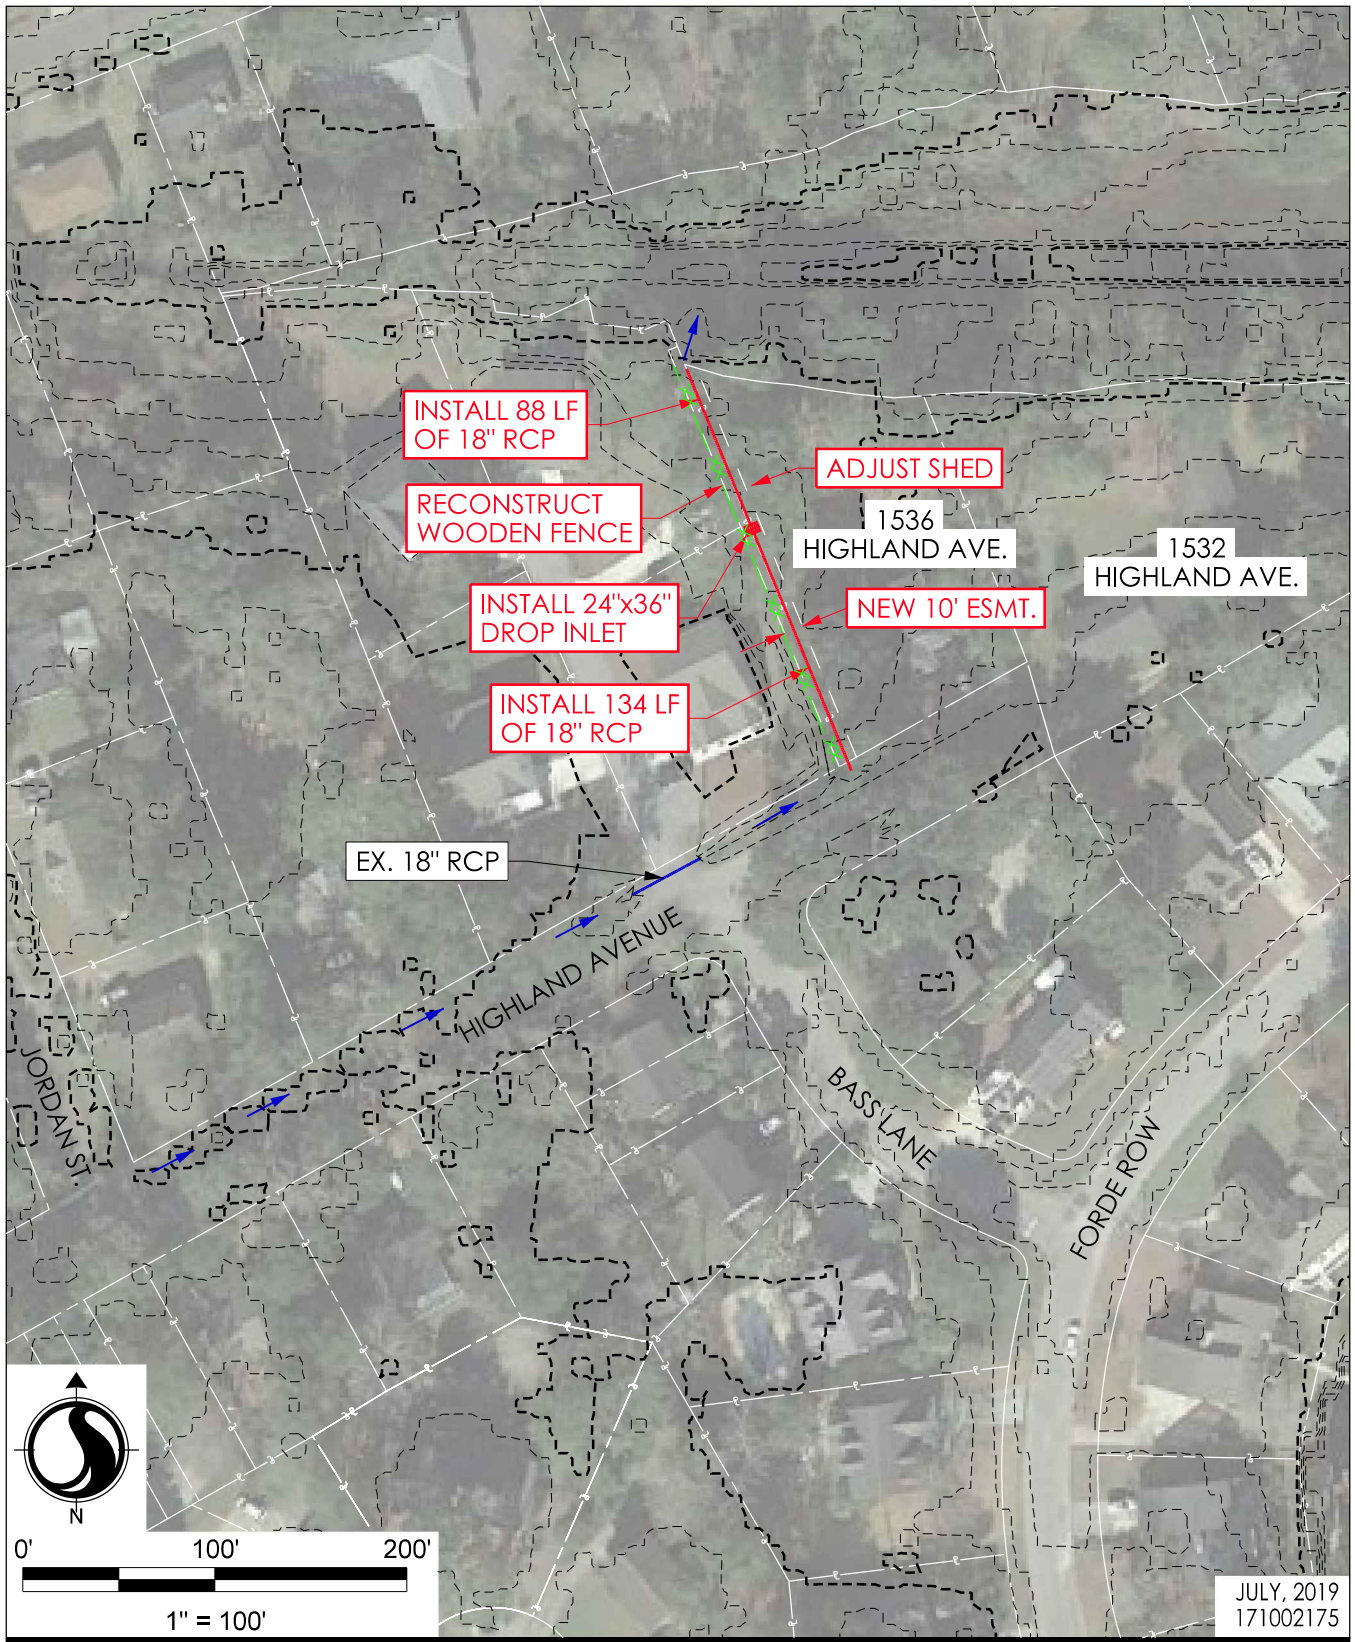 INSTALL 88 LF
OF 18" RCP
ADJUST SHED
RECONSTRUCT
WOODEN FENCE
1536
HIGHLAND AVE.
1532
HIGHLAND AVE.
INSTALL 24"x36"
DROP INLET
NEW 10' ESMT.
INSTALL 134 LF
OF 18" RCP
EX. 18" RCP
HIGHLAND AVENUE
JORDAN ST.
BASS LANE
FORDE ROW
N
0' 100' 200'
1" = 100'
JULY, 2019
171002175